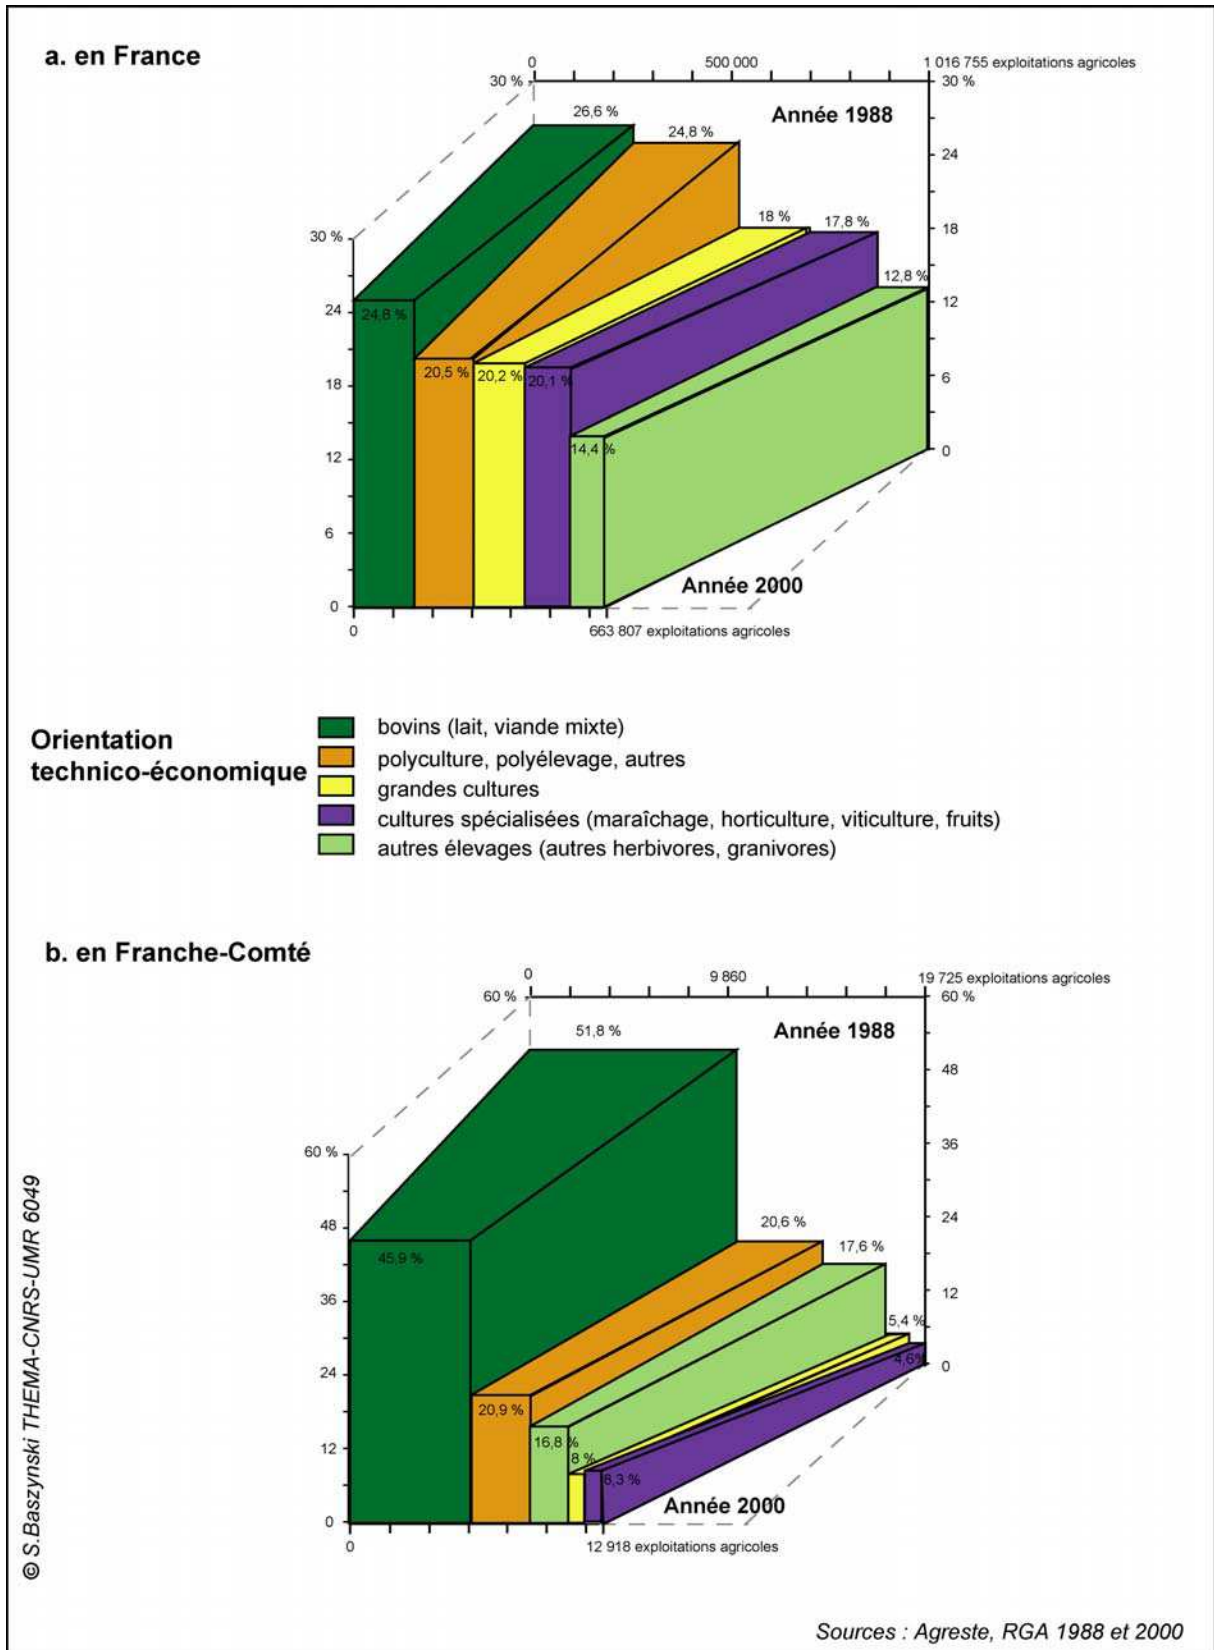 a. en France
0 500 000 1 016 755 exploitations agricoles
30 % 30 %
Année 1988
26,6 %
24,8 %
24
18 % 17,8 % 18
30 %
12,8 %
24 24,8 % 12
20,5 % 20,2 % 20,1 %
18 6
14,4 %
12 0
6
Année 2000
0
0 663 807 exploitations agricoles
Orientation
technico-économique
bovins (lait, viande mixte)
polyculture, polyélevage, autres
grandes cultures
cultures spécialisées (maraîchage, horticulture, viticulture, fruits)
autres élevages (autres herbivores, granivores)
b. en Franche-Comté
0 9 860 19 725 exploitations agricoles
60 % 60 %
51,8 % Année 1988
48
60 % 36
48 20,6 % 24
17,6 %
45,9 %
36 12
5,4 %
4,6%
24 0
20,9 %
12 16,8 %
8 %
8,3 %
Année 2000
0
0 12 918 exploitations agricoles
© S.Baszynski THEMA-CNRS-UMR 6049
Sources : Agreste, RGA 1988 et 2000